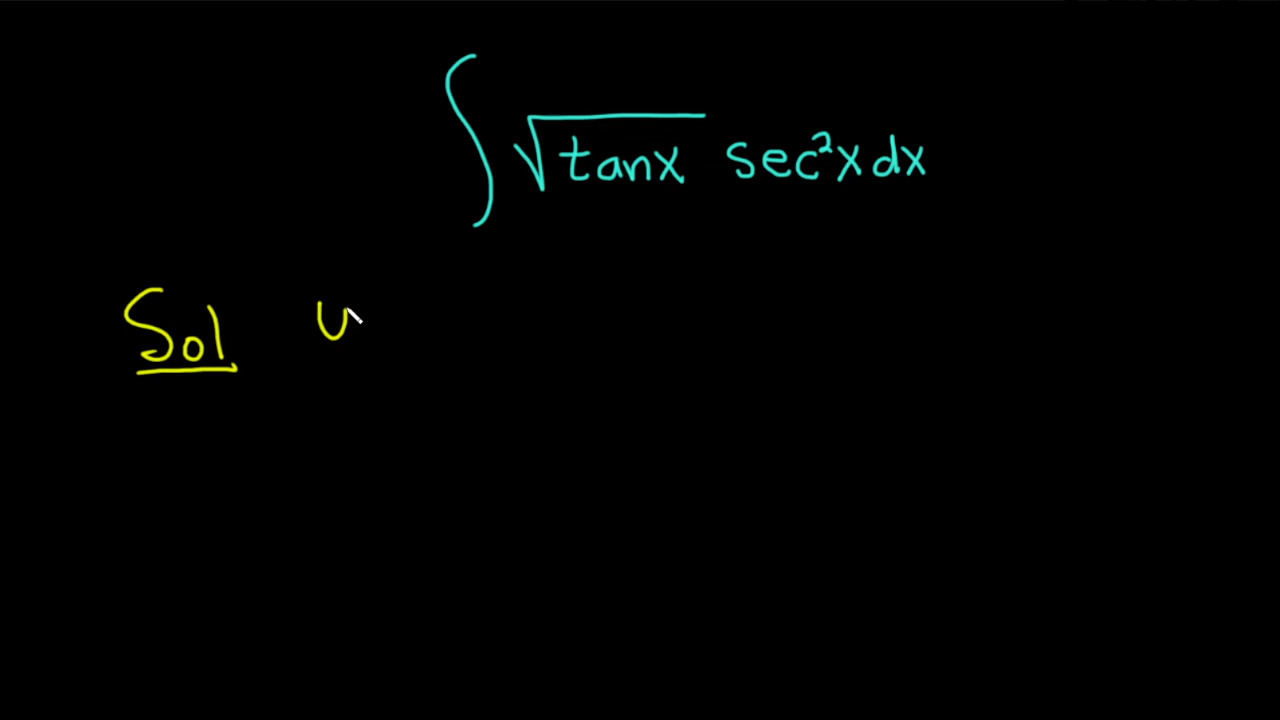 ∫ √tanx sec²x dx
Sol u